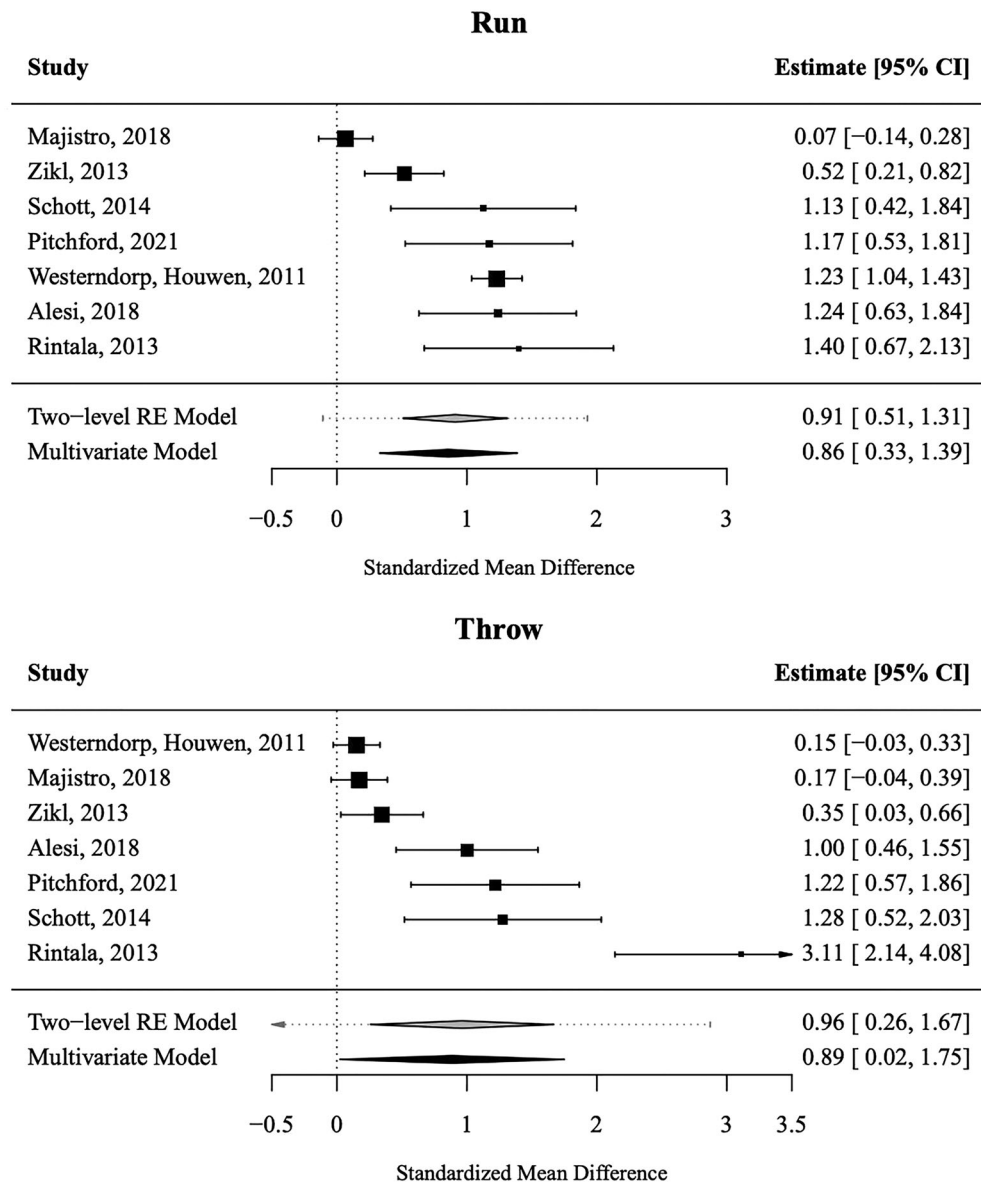 Run
Study Estimate [95% CI]
Majistro, 2018 0.07 [−0.14, 0.28]
Zikl, 2013 0.52 [ 0.21, 0.82]
Schott, 2014 1.13 [ 0.42, 1.84]
Pitchford, 2021 1.17 [ 0.53, 1.81]
Westerndorp, Houwen, 2011 1.23 [ 1.04, 1.43]
Alesi, 2018 1.24 [ 0.63, 1.84]
Rintala, 2013 1.40 [ 0.67, 2.13]
Two−level RE Model 0.91 [ 0.51, 1.31]
Multivariate Model 0.86 [ 0.33, 1.39]
−0.5 0 1 2 3
Standardized Mean Difference
Throw
Study Estimate [95% CI]
Westerndorp, Houwen, 2011 0.15 [−0.03, 0.33]
Majistro, 2018 0.17 [−0.04, 0.39]
Zikl, 2013 0.35 [ 0.03, 0.66]
Alesi, 2018 1.00 [ 0.46, 1.55]
Pitchford, 2021 1.22 [ 0.57, 1.86]
Schott, 2014 1.28 [ 0.52, 2.03]
Rintala, 2013 3.11 [ 2.14, 4.08]
Two−level RE Model 0.96 [ 0.26, 1.67]
Multivariate Model 0.89 [ 0.02, 1.75]
−0.5 0 1 2 3 3.5
Standardized Mean Difference